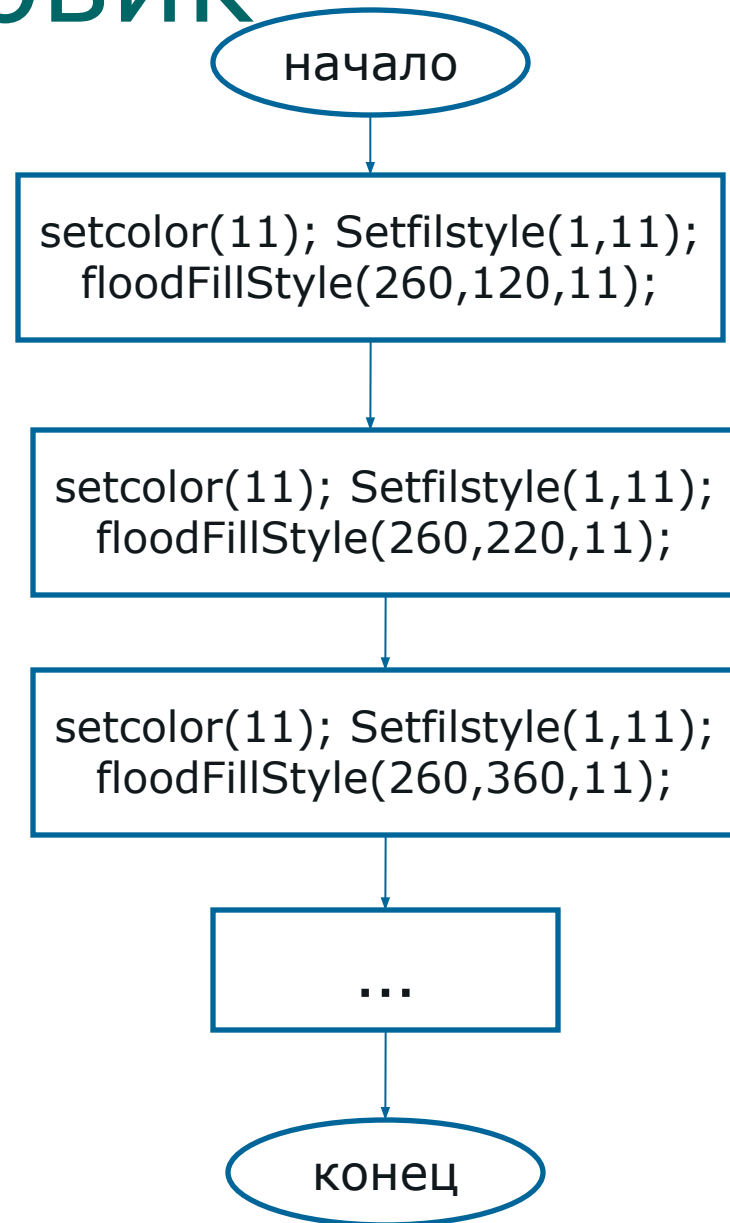 начало
setcolor(11); Setfilstyle(1,11);
floodFillStyle(260,120,11);
setcolor(11); Setfilstyle(1,11);
floodFillStyle(260,220,11);
setcolor(11); Setfilstyle(1,11);
floodFillStyle(260,360,11);
...
конец